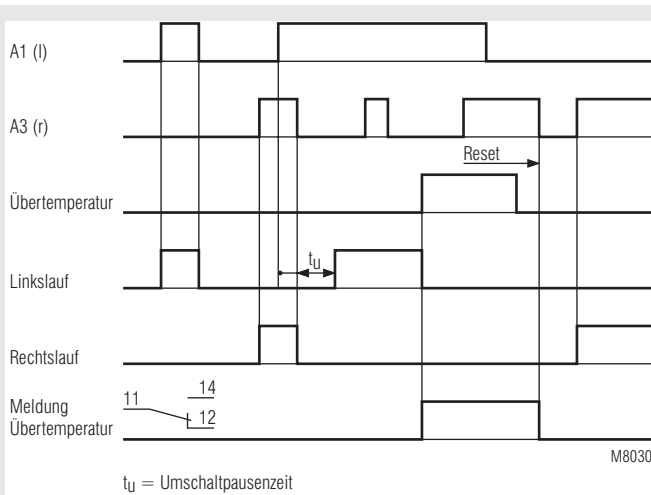 A1 (l)
A3 (r)
Reset
Übertemperatur
tu
Linkslauf
Rechtslauf
14
11
Meldung
12
Übertemperatur
M8030
tu = Umschaltpausenzeit